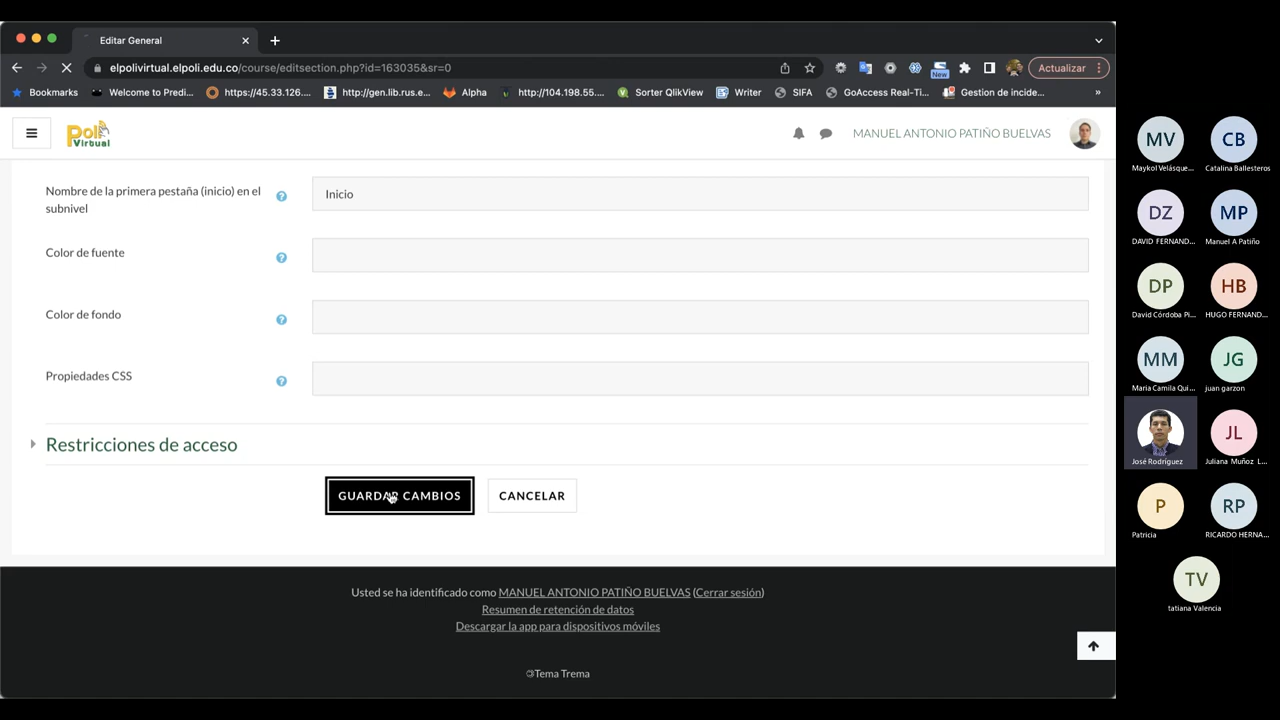 Editar General
elpolivirtual.elpoli.edu.co/course/editsection.php?id=163035&sr=0
New
Actualizar
Bookmarks
Welcome to Predi...
https://45.33.126....
http://gen.lib.rus.e...
Alpha
http://104.198.55....
Sorter QlikView
Writer
SIFA
GoAccess Real-Ti...
Gestion de incide...
»
Poli
Virtual
MANUEL ANTONIO PATIÑO BUELVAS
Nombre de la primera pestaña (inicio) en el
subnivel
Inicio
Color de fuente
Color de fondo
Propiedades CSS
Restricciones de acceso
GUARDAR CAMBIOS
CANCELAR
Usted se ha identificado como MANUEL ANTONIO PATIÑO BUELVAS (Cerrar sesión)
Resumen de retención de datos
Descargar la app para dispositivos móviles
Tema Trema
MV
CB
Maykol Velásque...
Catalina Ballesteros
DZ
MP
DAVID FERNAND...
Manuel A Patiño
DP
HB
David Córdoba Pi...
HUGO FERNAND...
MM
JG
Maria Camila Qui...
juan garzon
JL
José Rodríguez
Juliana Muñoz L...
P
RP
Patricia
RICARDO HERNA...
TV
tatiana Valencia